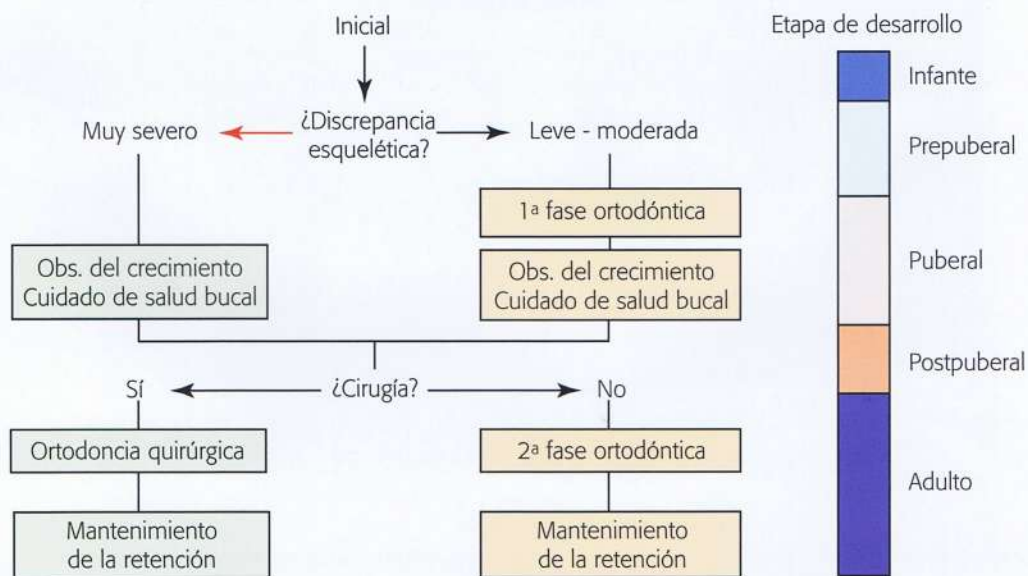 Inicial
Etapa de desarrollo
Infante
Muy severo
¿Discrepancia
esquelética?
Leve - moderada
Prepuberal
1ª fase ortodóntica
Obs. del crecimiento
Cuidado de salud bucal
Obs. del crecimiento
Cuidado de salud bucal
Puberal
Postpuberal
Sí
¿Cirugía?
No
Ortodoncia quirúrgica
2ª fase ortodóntica
Adulto
Mantenimiento
de la retención
Mantenimiento
de la retención